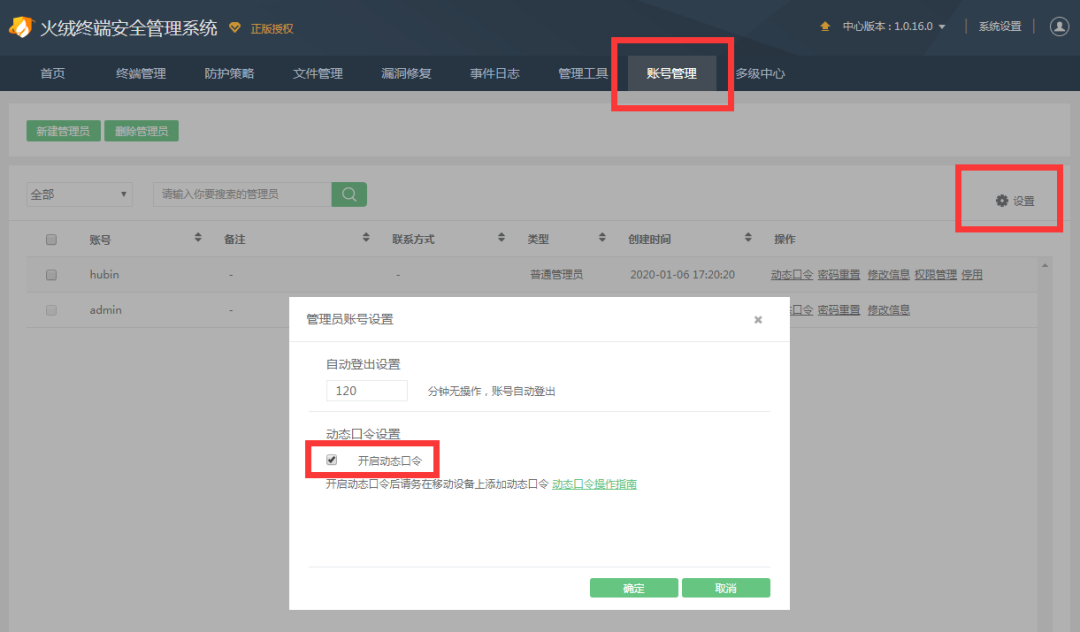 火绒终端安全管理系统 正版授权 中心版本：1.0.16.0 系统设置
首页 终端管理 防护策略 文件管理 漏洞修复 事件日志 管理工具 账号管理 多级中心
新建管理员 删除管理员
全部 请输入你要搜索的管理员 设置
账号 备注 联系方式 类型 创建时间 操作
hubin - - 普通管理员 2020-01-06 17:20:20 动态口令 密码重置 修改信息 权限管理 停用
admin - 口令 密码重置 修改信息
管理员账号设置
自动登出设置
120 分钟无操作，账号自动登出
动态口令设置
开启动态口令
开启动态口令后请务在移动设备上添加动态口令 动态口令操作指南
确定 取消